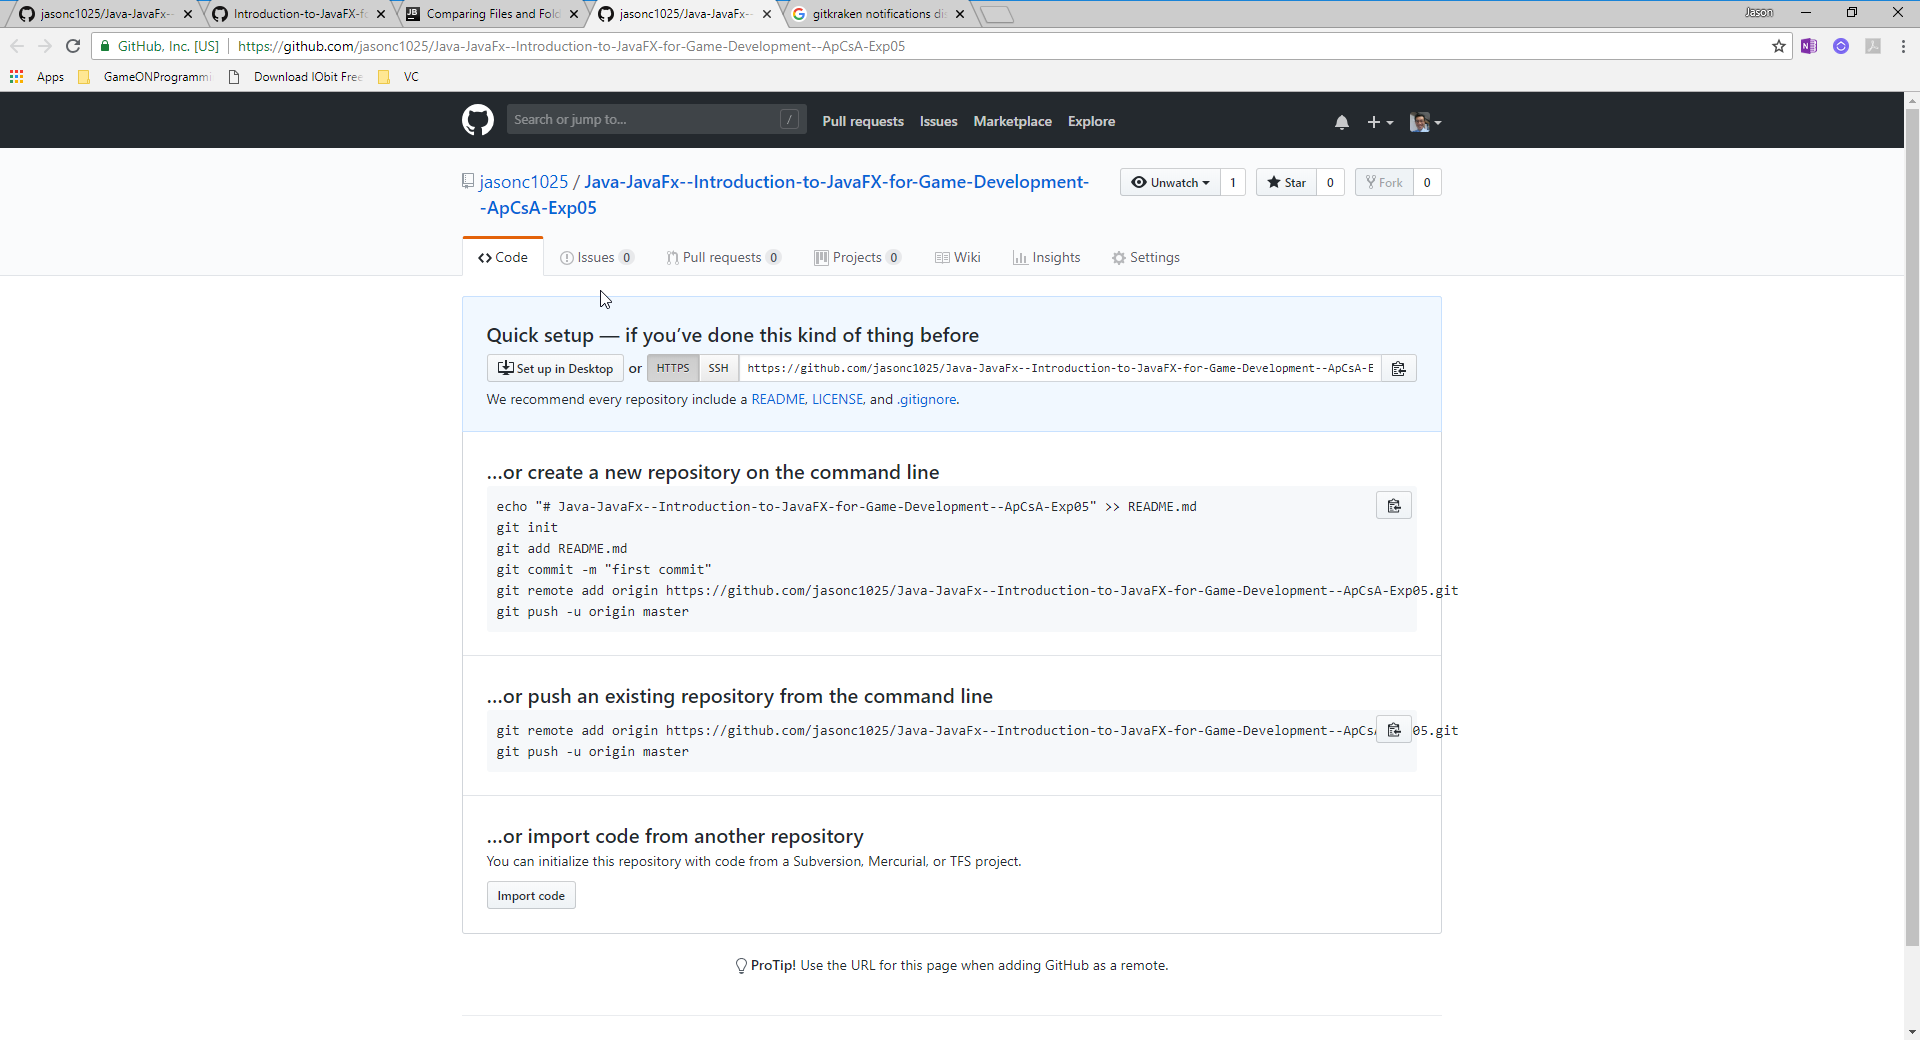 jasonc1025/Java-JavaFx--
Introduction-to-JavaFX-fo
Comparing Files and Fold
jasonc1025/Java-JavaFx--
gitkraken notifications di
Jason
GitHub, Inc. [US]
https://github.com/jasonc1025/Java-JavaFx--Introduction-to-JavaFX-for-Game-Development--ApCsA-Exp05
Apps
GameONProgrammi
Download IObit Free
VC
Search or jump to...
/
Pull requests
Issues
Marketplace
Explore
jasonc1025 / Java-JavaFx--Introduction-to-JavaFX-for-Game-Development-
-ApCsA-Exp05
Unwatch 1
Star 0
Fork 0
Code
Issues 0
Pull requests 0
Projects 0
Wiki
Insights
Settings
Quick setup — if you’ve done this kind of thing before
Set up in Desktop or HTTPS SSH https://github.com/jasonc1025/Java-JavaFx--Introduction-to-JavaFX-for-Game-Development--ApCsA-E
We recommend every repository include a README, LICENSE, and .gitignore.
…or create a new repository on the command line
echo "# Java-JavaFx--Introduction-to-JavaFX-for-Game-Development--ApCsA-Exp05" >> README.md
git init
git add README.md
git commit -m "first commit"
git remote add origin https://github.com/jasonc1025/Java-JavaFx--Introduction-to-JavaFX-for-Game-Development--ApCsA-Exp05.git
git push -u origin master
…or push an existing repository from the command line
git remote add origin https://github.com/jasonc1025/Java-JavaFx--Introduction-to-JavaFX-for-Game-Development--ApCsA 05.git
git push -u origin master
…or import code from another repository
You can initialize this repository with code from a Subversion, Mercurial, or TFS project.
Import code
ProTip! Use the URL for this page when adding GitHub as a remote.